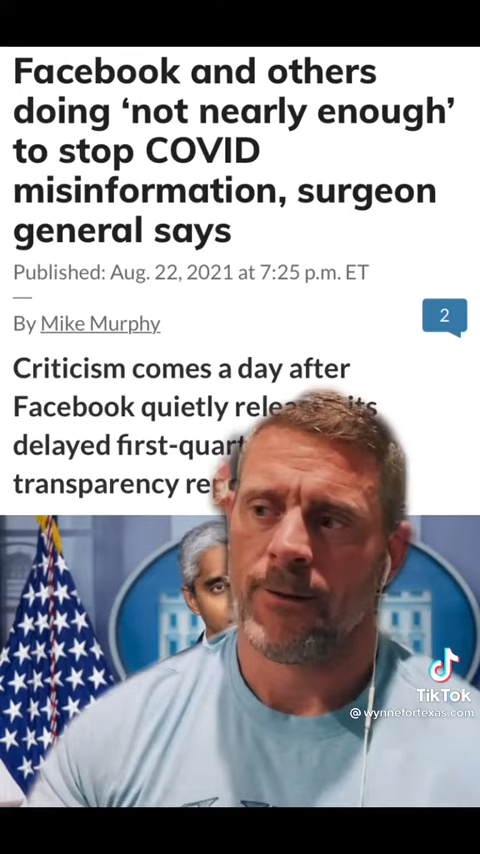 Facebook and others
doing ‘not nearly enough’
to stop COVID
misinformation, surgeon
general says
Published: Aug. 22, 2021 at 7:25 p.m. ET
By Mike Murphy
2
Criticism comes a day after
Facebook quietly its
delayed
transparency
TikTok
@wynnefortexas.com